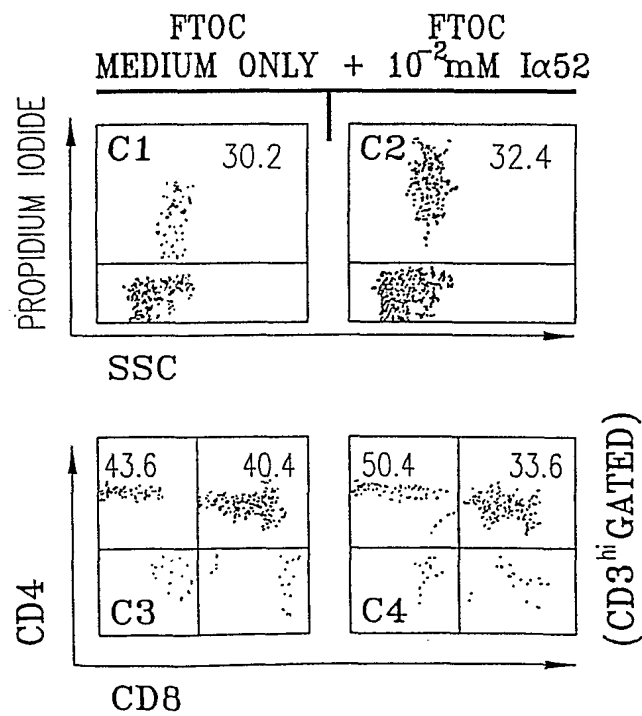 FTOC FTOC
MEDIUM ONLY + 10⁻²mM Iα52
PROPIDIUM IODIDE
C1 30.2
C2 32.4
SSC
CD4
43.6 40.4
C3
50.4 33.6
C4
(CD3ʰⁱ GATED)
CD8